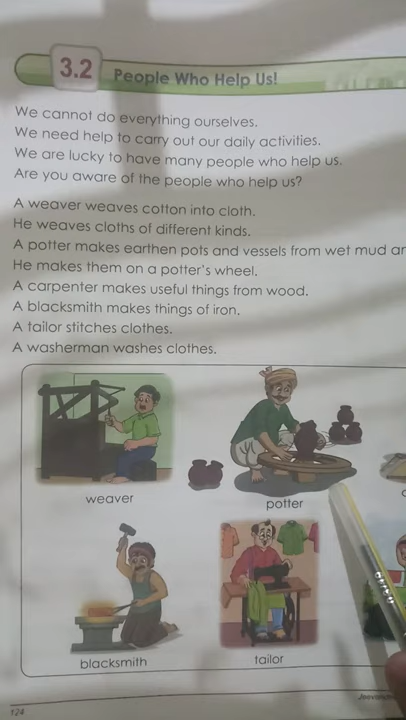 3.2 People Who Help Us!
We cannot do everything ourselves.
We need help to carry out our daily activities.
We are lucky to have many people who help us.
Are you aware of the people who help us?
A weaver weaves cotton into cloth.
He weaves cloths of different kinds.
A potter makes earthen pots and vessels from wet mud
He makes them on a potter's wheel.
A carpenter makes useful things from wood.
A blacksmith makes things of iron.
A tailor stitches clothes.
A washerman washes clothes.
weaver
potter
blacksmith
tailor
124